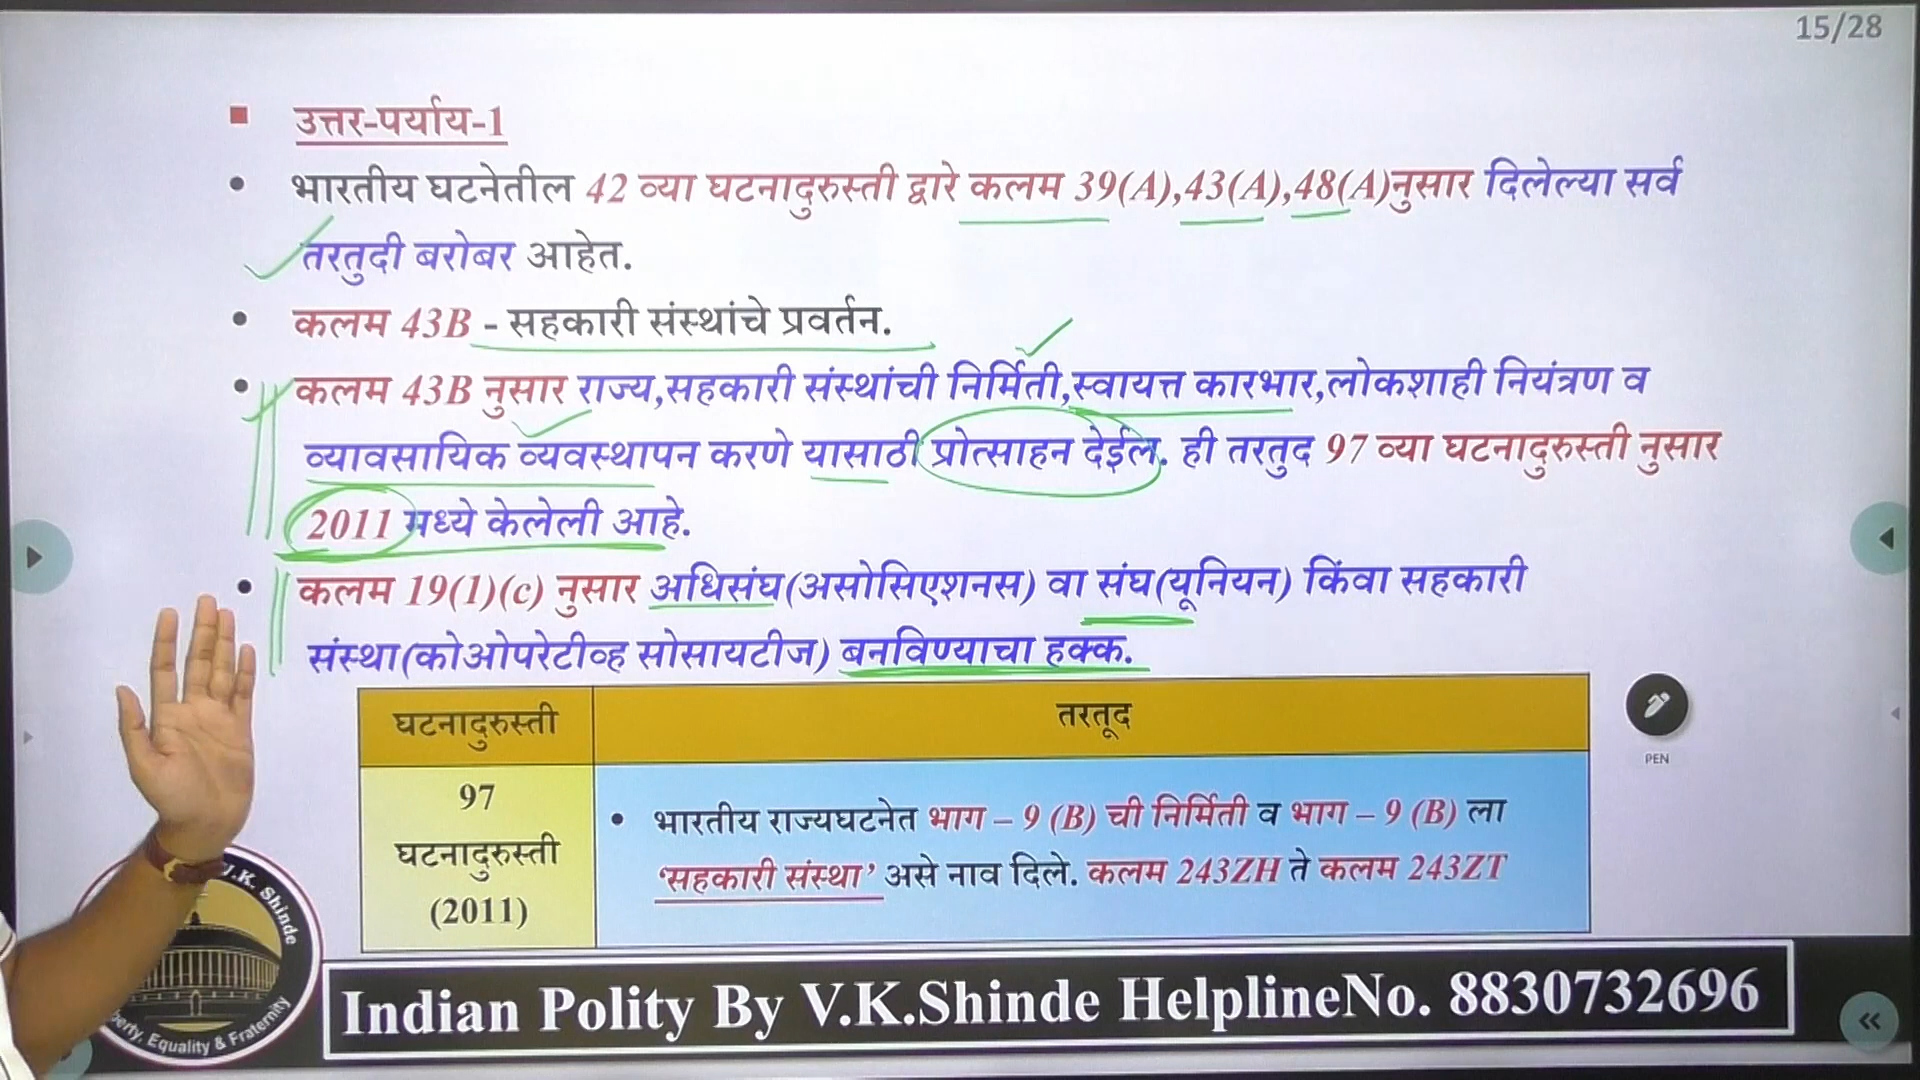 15/28
उत्तर-पर्याय-1
भारतीय घटनेतील 42 व्या घटनादुरुस्ती द्वारे कलम 39(A),43(A),48(A)नुसार दिलेल्या सर्व
तरतुदी बरोबर आहेत.
कलम 43B - सहकारी संस्थांचे प्रवर्तन.
कलम 43B नुसार राज्य,सहकारी संस्थांची निर्मिती,स्वायत्त कारभार,लोकशाही नियंत्रण व
व्यावसायिक व्यवस्थापन करणे यासाठी प्रोत्साहन देईल. ही तरतुद 97 व्या घटनादुरुस्ती नुसार
2011 मध्ये केलेली आहे.
कलम 19(1)(c) नुसार अधिसंघ(असोसिएशनस) वा संघ(यूनियन) किंवा सहकारी
संस्था(कोओपरेटीव्ह सोसायटीज) बनविण्याचा हक्क.
घटनादुरुस्ती तरतूद
97
घटनादुरुस्ती
(2011)
भारतीय राज्यघटनेत भाग – 9 (B) ची निर्मिती व भाग – 9 (B) ला
‘सहकारी संस्था’ असे नाव दिले. कलम 243ZH ते कलम 243ZT
PEN
V.K. Shinde
Equality & Fraternity
Indian Polity By V.K.Shinde HelplineNo. 8830732696